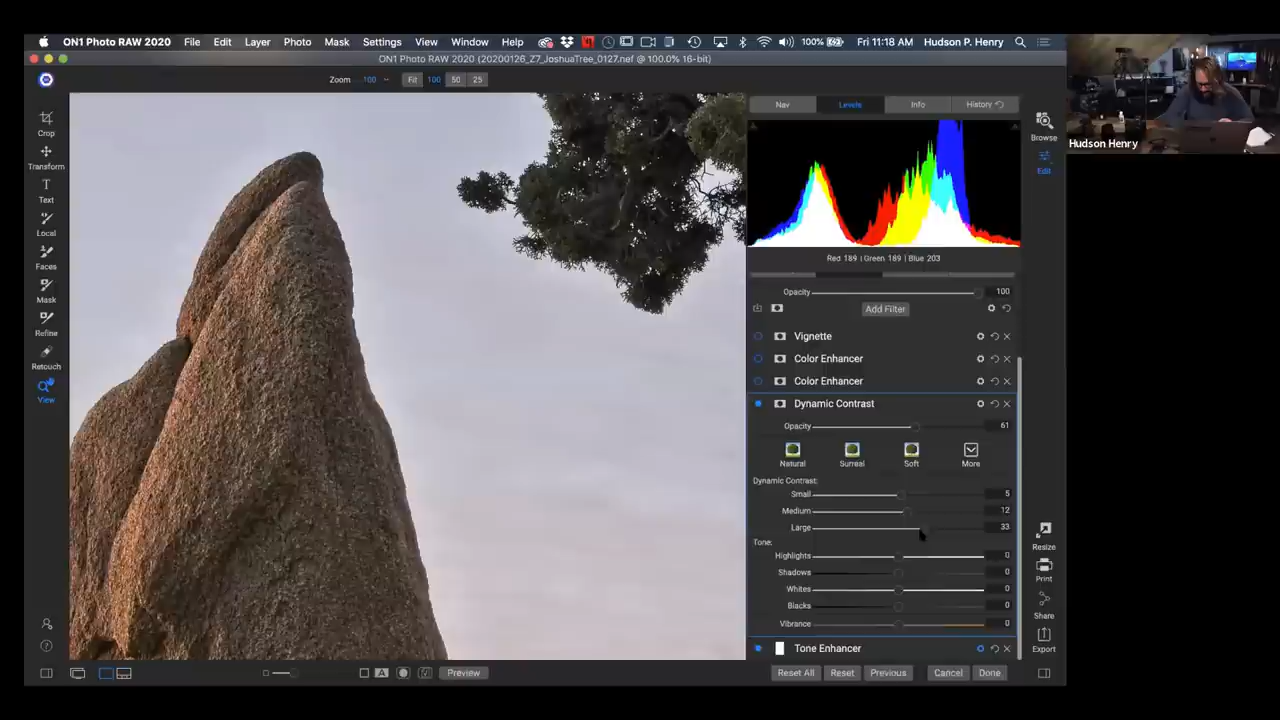 ON1 Photo RAW 2020 File Edit Layer Photo Mask Settings View Window Help 100% Fri 11:18 AM Hudson P. Henry
ON1 Photo RAW 2020 (20200126_Z7_JoshuaTree_0127.nef @ 100.0% 16-bit)
Zoom 100 Fit 100 50 25
Crop
Transform
Text
Local
Faces
Mask
Refine
Retouch
View
Nav Levels Info History
Red 189 | Green 189 | Blue 203
Opacity 100
Add Filter
Vignette
Color Enhancer
Color Enhancer
Dynamic Contrast
Opacity 61
Natural Surreal Soft More
Dynamic Contrast:
Small 5
Medium 12
Large 33
Tone:
Highlights 0
Shadows 0
Whites 0
Blacks 0
Vibrance 0
Tone Enhancer
Browse
Edit
Resize
Print
Share
Export
A Preview Reset All Reset Previous Cancel Done
Hudson Henry